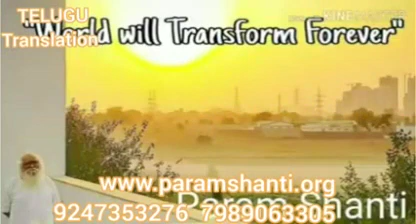 TELUGU
Translation
"World will Transform Forever"
www.paramshanti.org
Param Shanti
9247353276 7989063305